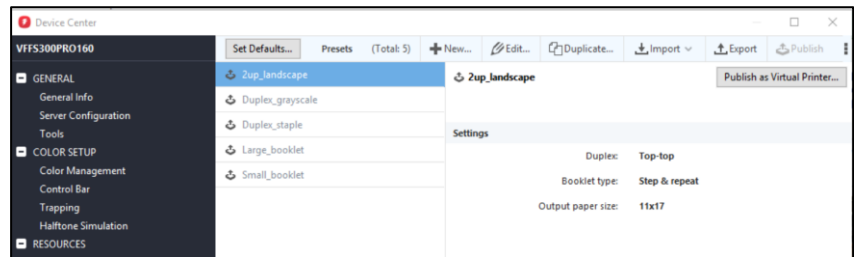 Device Center
VFFS300PRO160
Set Defaults... Presets (Total: 5) New... Edit... Duplicate... Import Export Publish
GENERAL
General Info
Server Configuration
Tools
COLOR SETUP
Color Management
Control Bar
Trapping
Halftone Simulation
RESOURCES
2up_landscape
Duplex_grayscale
Duplex_staple
Large_booklet
Small_booklet
2up_landscape Publish as Virtual Printer...
Settings
Duplex: Top-top
Booklet type: Step & repeat
Output paper size: 11x17